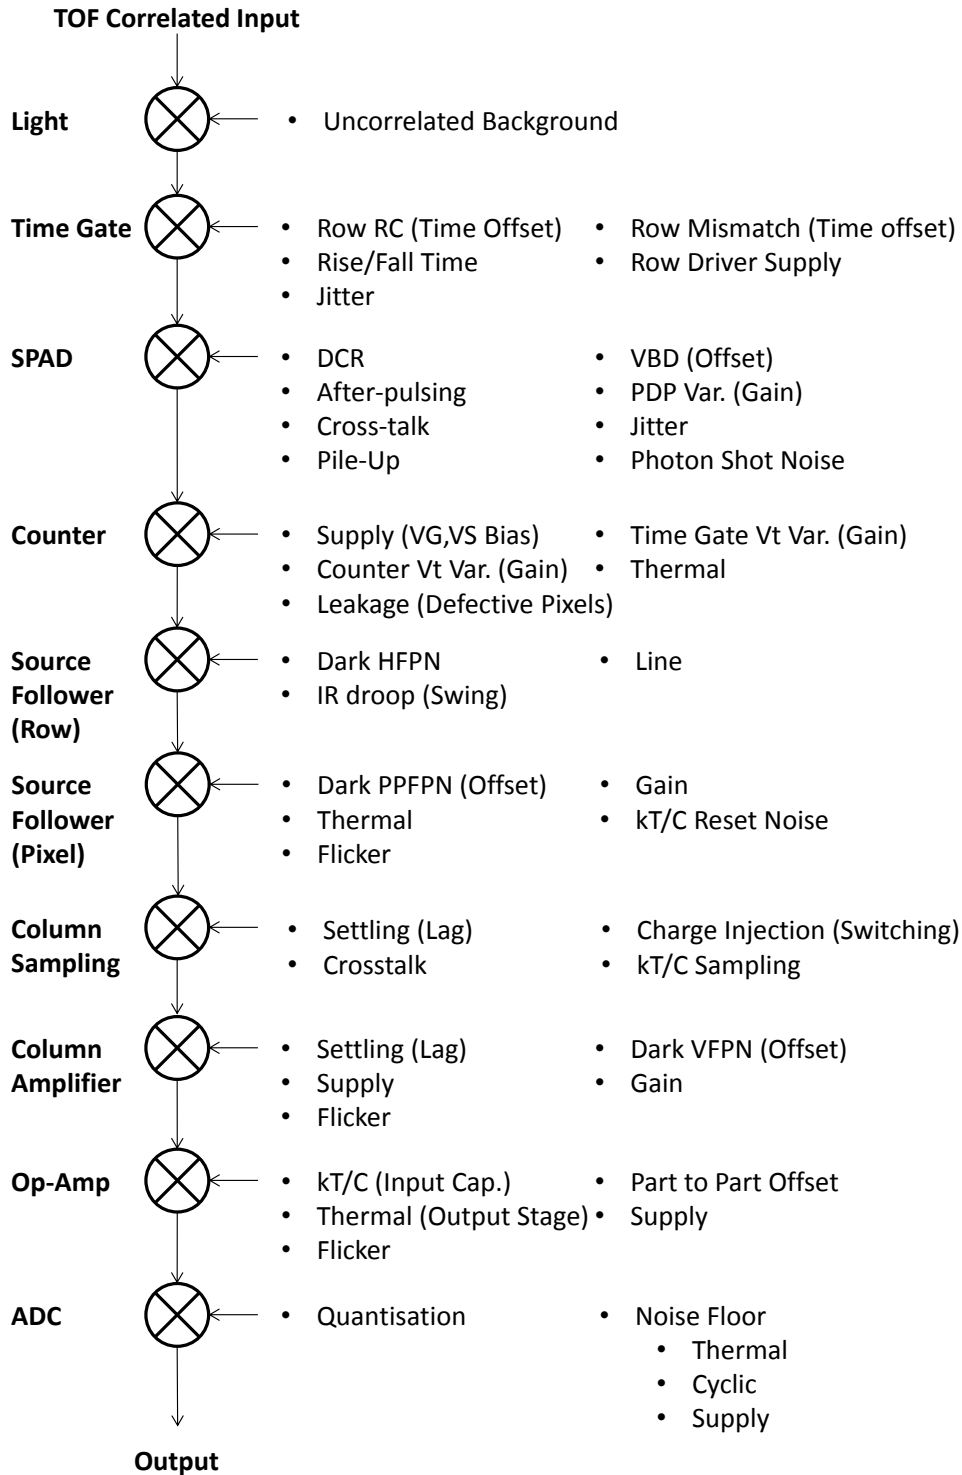 TOF Correlated Input
Light
• Uncorrelated Background
Time Gate
• Row RC (Time Offset)
• Rise/Fall Time
• Jitter
• Row Mismatch (Time offset)
• Row Driver Supply
SPAD
• DCR
• After-pulsing
• Cross-talk
• Pile-Up
• VBD (Offset)
• PDP Var. (Gain)
• Jitter
• Photon Shot Noise
Counter
• Supply (VG,VS Bias)
• Counter Vt Var. (Gain)
• Leakage (Defective Pixels)
• Time Gate Vt Var. (Gain)
• Thermal
Source
Follower
(Row)
• Dark HFPN
• IR droop (Swing)
• Line
Source
Follower
(Pixel)
• Dark PPFPN (Offset)
• Thermal
• Flicker
• Gain
• kT/C Reset Noise
Column
Sampling
• Settling (Lag)
• Crosstalk
• Charge Injection (Switching)
• kT/C Sampling
Column
Amplifier
• Settling (Lag)
• Supply
• Flicker
• Dark VFPN (Offset)
• Gain
Op-Amp
• kT/C (Input Cap.)
• Thermal (Output Stage)
• Flicker
• Part to Part Offset
• Supply
ADC
• Quantisation
• Noise Floor
• Thermal
• Cyclic
• Supply
Output